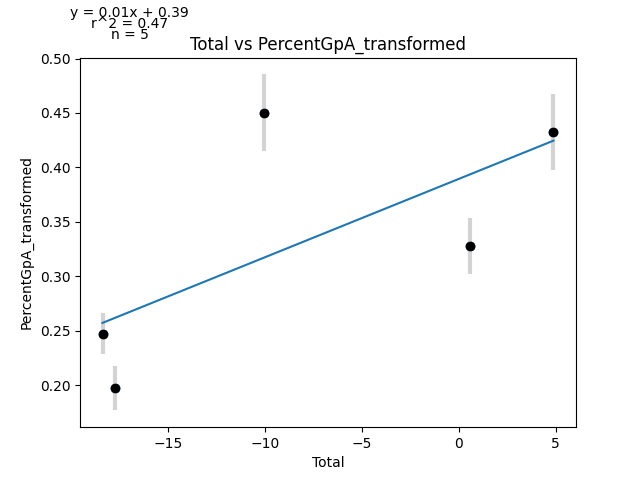 y = 0.01x + 0.39
r^2 = 0.47
n = 5
Total vs PercentGpA_transformed
PercentGpA_transformed
0.50
0.45
0.40
0.35
0.30
0.25
0.20
−15
−10
−5
0
5
Total